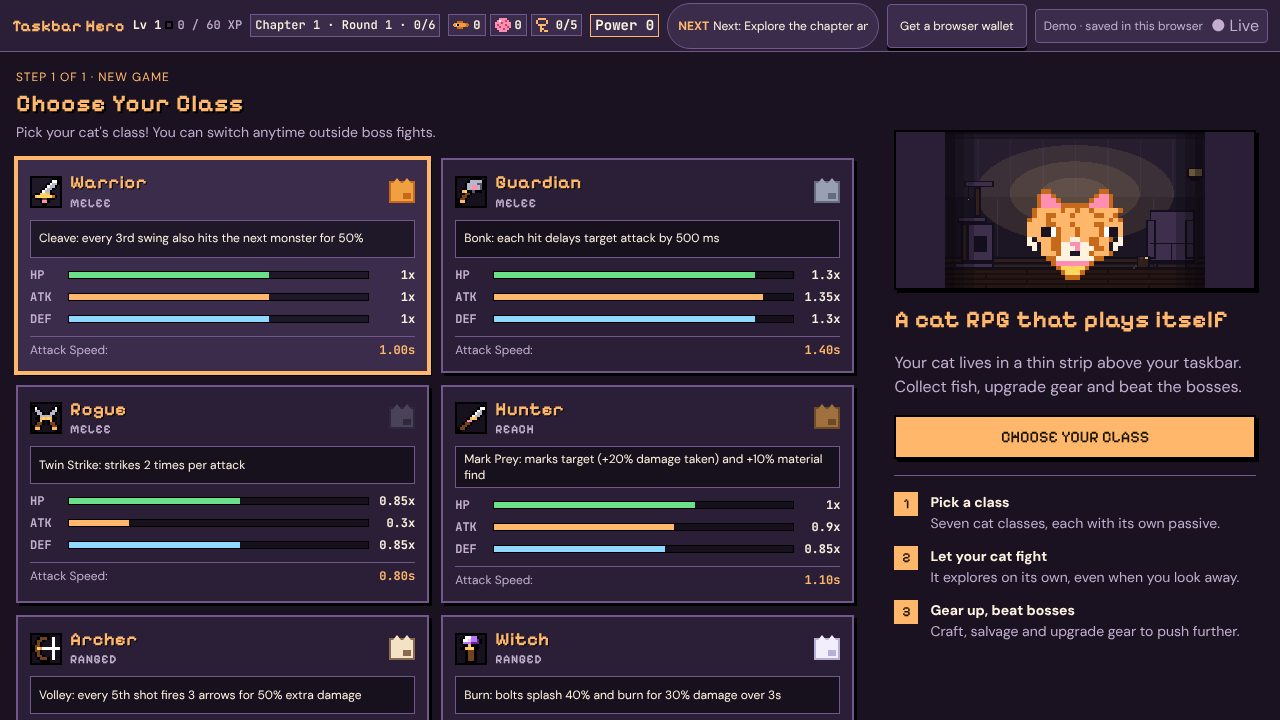 Taskbar Hero Lv 1 0 / 60 XP Chapter 1 · Round 1 · 0/6 0 0 0/5 Power 0 NEXT Next: Explore the chapter ar Get a browser wallet Demo · saved in this browser Live
STEP 1 OF 1 · NEW GAME
Choose Your Class
Pick your cat's class! You can switch anytime outside boss fights.
Warrior
MELEE
Cleave: every 3rd swing also hits the next monster for 50%
HP 1x
ATK 1x
DEF 1x
Attack Speed: 1.00s
Guardian
MELEE
Bonk: each hit delays target attack by 500 ms
HP 1.3x
ATK 1.35x
DEF 1.3x
Attack Speed: 1.40s
Rogue
MELEE
Twin Strike: strikes 2 times per attack
HP 0.85x
ATK 0.3x
DEF 0.85x
Attack Speed: 0.80s
Hunter
REACH
Mark Prey: marks target (+20% damage taken) and +10% material
find
HP 1x
ATK 0.9x
DEF 0.85x
Attack Speed: 1.10s
Archer
RANGED
Volley: every 5th shot fires 3 arrows for 50% extra damage
Witch
RANGED
Burn: bolts splash 40% and burn for 30% damage over 3s
A cat RPG that plays itself
Your cat lives in a thin strip above your taskbar.
Collect fish, upgrade gear and beat the bosses.
CHOOSE YOUR CLASS
1 Pick a class
Seven cat classes, each with its own passive.
2 Let your cat fight
It explores on its own, even when you look away.
3 Gear up, beat bosses
Craft, salvage and upgrade gear to push further.